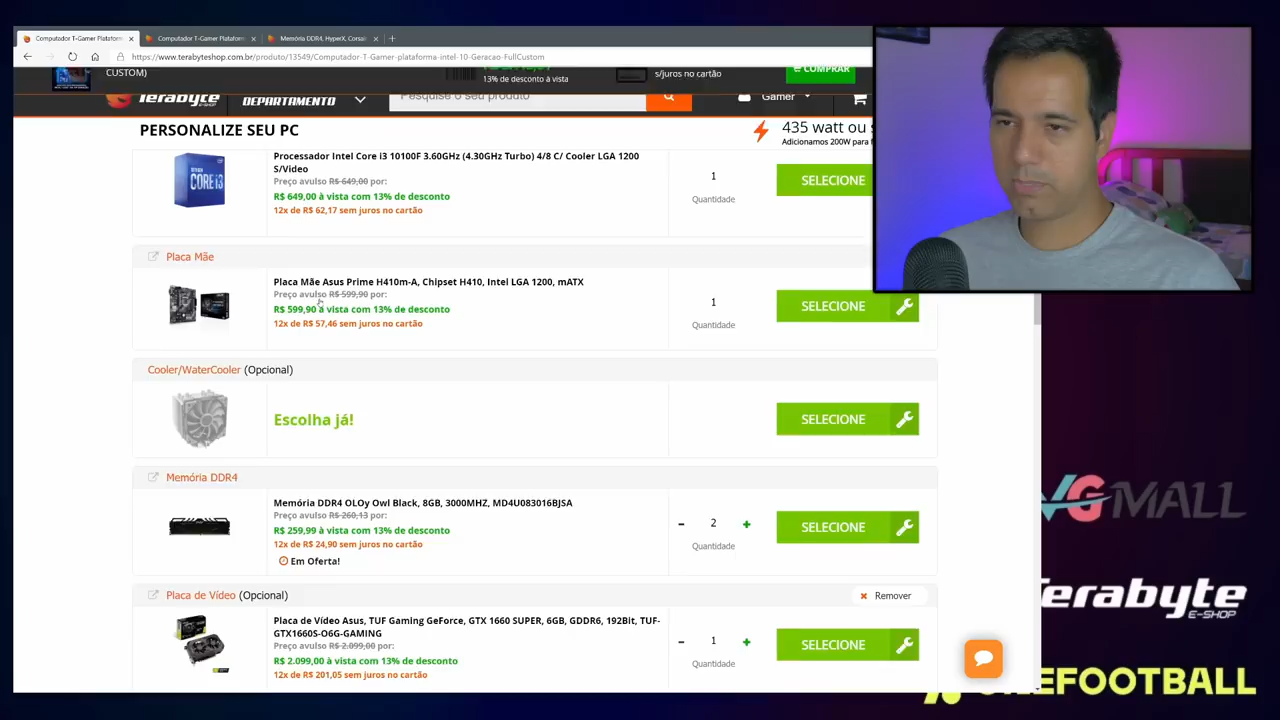 Computador T-Gamer Plataform
Computador T-Gamer Plataform
Memória DDR4, HyperX, Corsai
https://www.terabyteshop.com.br/produto/13549/Computador-T-Gamer-plataforma-intel-10-Geracao-FullCustom
CUSTOM)
13% de desconto à vista
s/juros no cartão
COMPRAR
Terabyte
E-SHOP
DEPARTAMENTO
Pesquise o seu produto
Gamer
PERSONALIZE SEU PC
435 watt ou s
Adicionamos 200W para
Processador Intel Core i3 10100F 3.60GHz (4.30GHz Turbo) 4/8 C/ Cooler LGA 1200
S/Video
Preço avulso R$ 649,00 por:
R$ 649,00 à vista com 13% de desconto
12x de R$ 62,17 sem juros no cartão
CORE i3
1
Quantidade
SELECIONE
Placa Mãe
Placa Mãe Asus Prime H410m-A, Chipset H410, Intel LGA 1200, mATX
Preço avulso R$ 599,90 por:
R$ 599,90 à vista com 13% de desconto
12x de R$ 57,46 sem juros no cartão
1
Quantidade
SELECIONE
Cooler/WaterCooler (Opcional)
Escolha já!
SELECIONE
Memória DDR4
Memória DDR4 OLOy Owl Black, 8GB, 3000MHZ, MD4U083016BJSA
Preço avulso R$ 260,13 por:
R$ 259,99 à vista com 13% de desconto
12x de R$ 24,90 sem juros no cartão
Em Oferta!
- 2 +
Quantidade
SELECIONE
Placa de Vídeo (Opcional)
Remover
Placa de Vídeo Asus, TUF Gaming GeForce, GTX 1660 SUPER, 6GB, GDDR6, 192Bit, TUF-
GTX1660S-O6G-GAMING
Preço avulso R$ 2.099,00 por:
R$ 2.099,00 à vista com 13% de desconto
12x de R$ 201,05 sem juros no cartão
- 1 +
Quantidade
SELECIONE
VG MALL
Terabyte
E-SHOP
ONEFOOTBALL